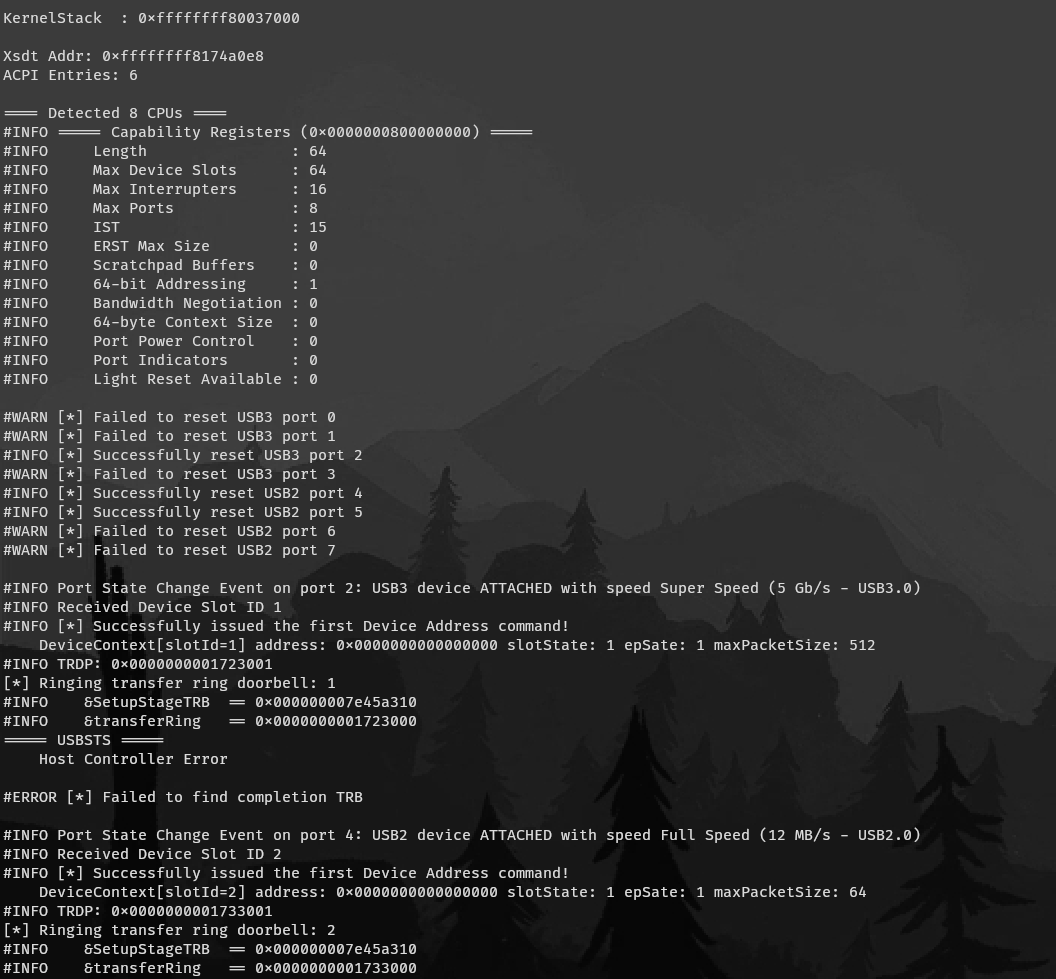 KernelStack  : 0xffffffff80037000
Xsdt Addr: 0xffffffff8174a0e8
ACPI Entries: 6
==== Detected 8 CPUs ====
#INFO ===== Capability Registers (0x0000000800000000) =====
#INFO     Length                : 64
#INFO     Max Device Slots      : 64
#INFO     Max Interrupters      : 16
#INFO     Max Ports             : 8
#INFO     IST                   : 15
#INFO     ERST Max Size         : 0
#INFO     Scratchpad Buffers    : 0
#INFO     64-bit Addressing     : 1
#INFO     Bandwidth Negotiation : 0
#INFO     64-byte Context Size  : 0
#INFO     Port Power Control    : 0
#INFO     Port Indicators       : 0
#INFO     Light Reset Available : 0
#WARN [*] Failed to reset USB3 port 0
#WARN [*] Failed to reset USB3 port 1
#INFO [*] Successfully reset USB3 port 2
#WARN [*] Failed to reset USB3 port 3
#INFO [*] Successfully reset USB2 port 4
#INFO [*] Successfully reset USB2 port 5
#WARN [*] Failed to reset USB2 port 6
#WARN [*] Failed to reset USB2 port 7
#INFO Port State Change Event on port 2: USB3 device ATTACHED with speed Super Speed (5 Gb/s - USB3.0)
#INFO Received Device Slot ID 1
#INFO [*] Successfully issued the first Device Address command!
    DeviceContext[slotId=1] address: 0x0000000000000000 slotState: 1 epSate: 1 maxPacketSize: 512
#INFO TRDP: 0x0000000001723001
[*] Ringing transfer ring doorbell: 1
#INFO    &SetupStageTRB  == 0x000000007e45a310
#INFO    &transferRing   == 0x0000000001723000
===== USBSTS =====
    Host Controller Error
#ERROR [*] Failed to find completion TRB
#INFO Port State Change Event on port 4: USB2 device ATTACHED with speed Full Speed (12 MB/s - USB2.0)
#INFO Received Device Slot ID 2
#INFO [*] Successfully issued the first Device Address command!
    DeviceContext[slotId=2] address: 0x0000000000000000 slotState: 1 epSate: 1 maxPacketSize: 64
#INFO TRDP: 0x0000000001733001
[*] Ringing transfer ring doorbell: 2
#INFO    &SetupStageTRB  == 0x000000007e45a310
#INFO    &transferRing   == 0x0000000001733000